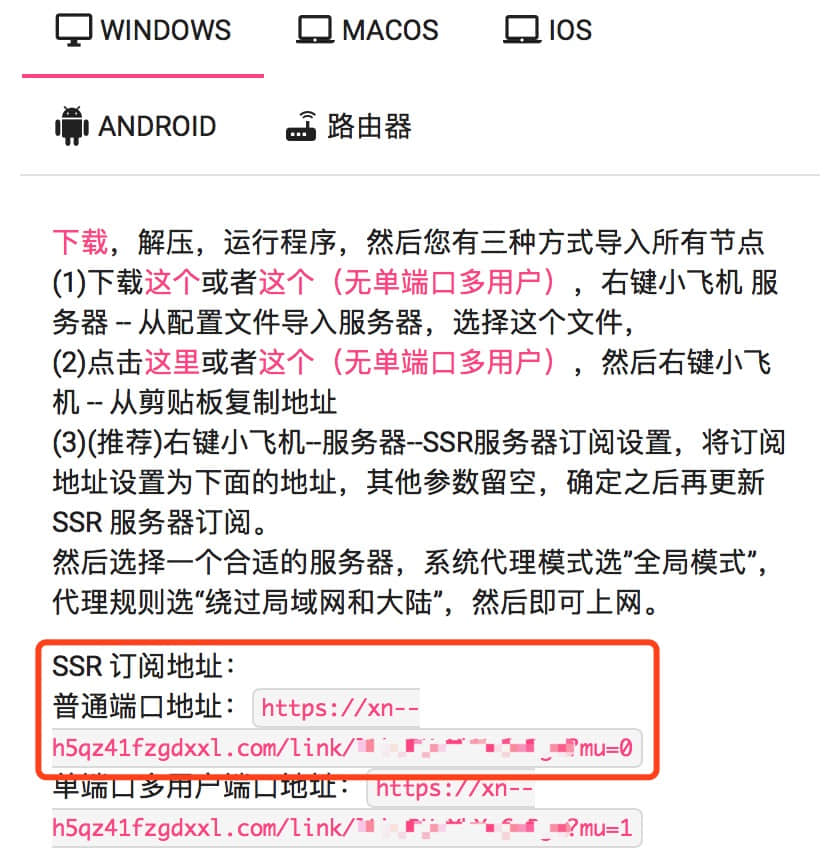 WINDOWS MACOS IOS
ANDROID 路由器
下载，解压，运行程序，然后您有三种方式导入所有节点
(1)下载这个或者这个（无单端口多用户），右键小飞机 服
务器 -- 从配置文件导入服务器，选择这个文件，
(2)点击这里或者这个（无单端口多用户），然后右键小飞
机 -- 从剪贴板复制地址
(3)(推荐)右键小飞机--服务器--SSR服务器订阅设置，将订阅
地址设置为下面的地址，其他参数留空，确定之后再更新
SSR 服务器订阅。
然后选择一个合适的服务器，系统代理模式选”全局模式”，
代理规则选“绕过局域网和大陆”，然后即可上网。
SSR 订阅地址：
普通端口地址： https://xn--
h5qz41fzgdxxl.com/link/ ?mu=0
单端口多用户端口地址： https://xn--
h5qz41fzgdxxl.com/link/ ?mu=1